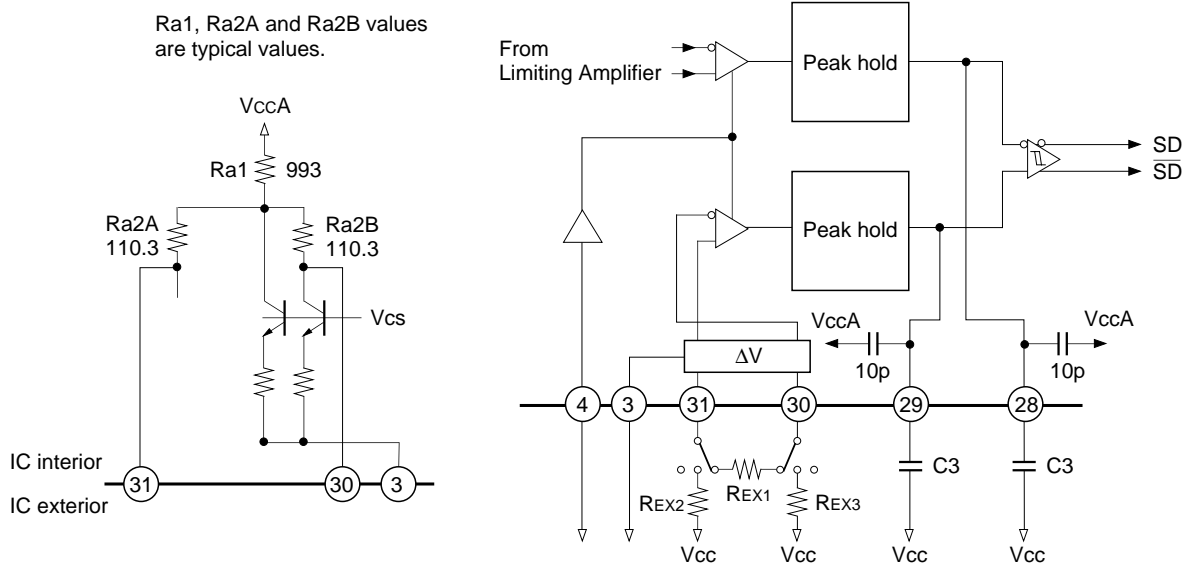 Ra1, Ra2A and Ra2B values
are typical values.
VCCA
Ra1 993
Ra2A
110.3
Ra2B
110.3
Vcs
IC interior
IC exterior
31
30
3
From
Limiting Amplifier
Peak hold
SD
SD
Peak hold
VccA
10p
VccA
10p
ΔV
4
3
31
30
29
28
REX1
REX2
REX3
C3
C3
Vcc
Vcc
Vcc
Vcc